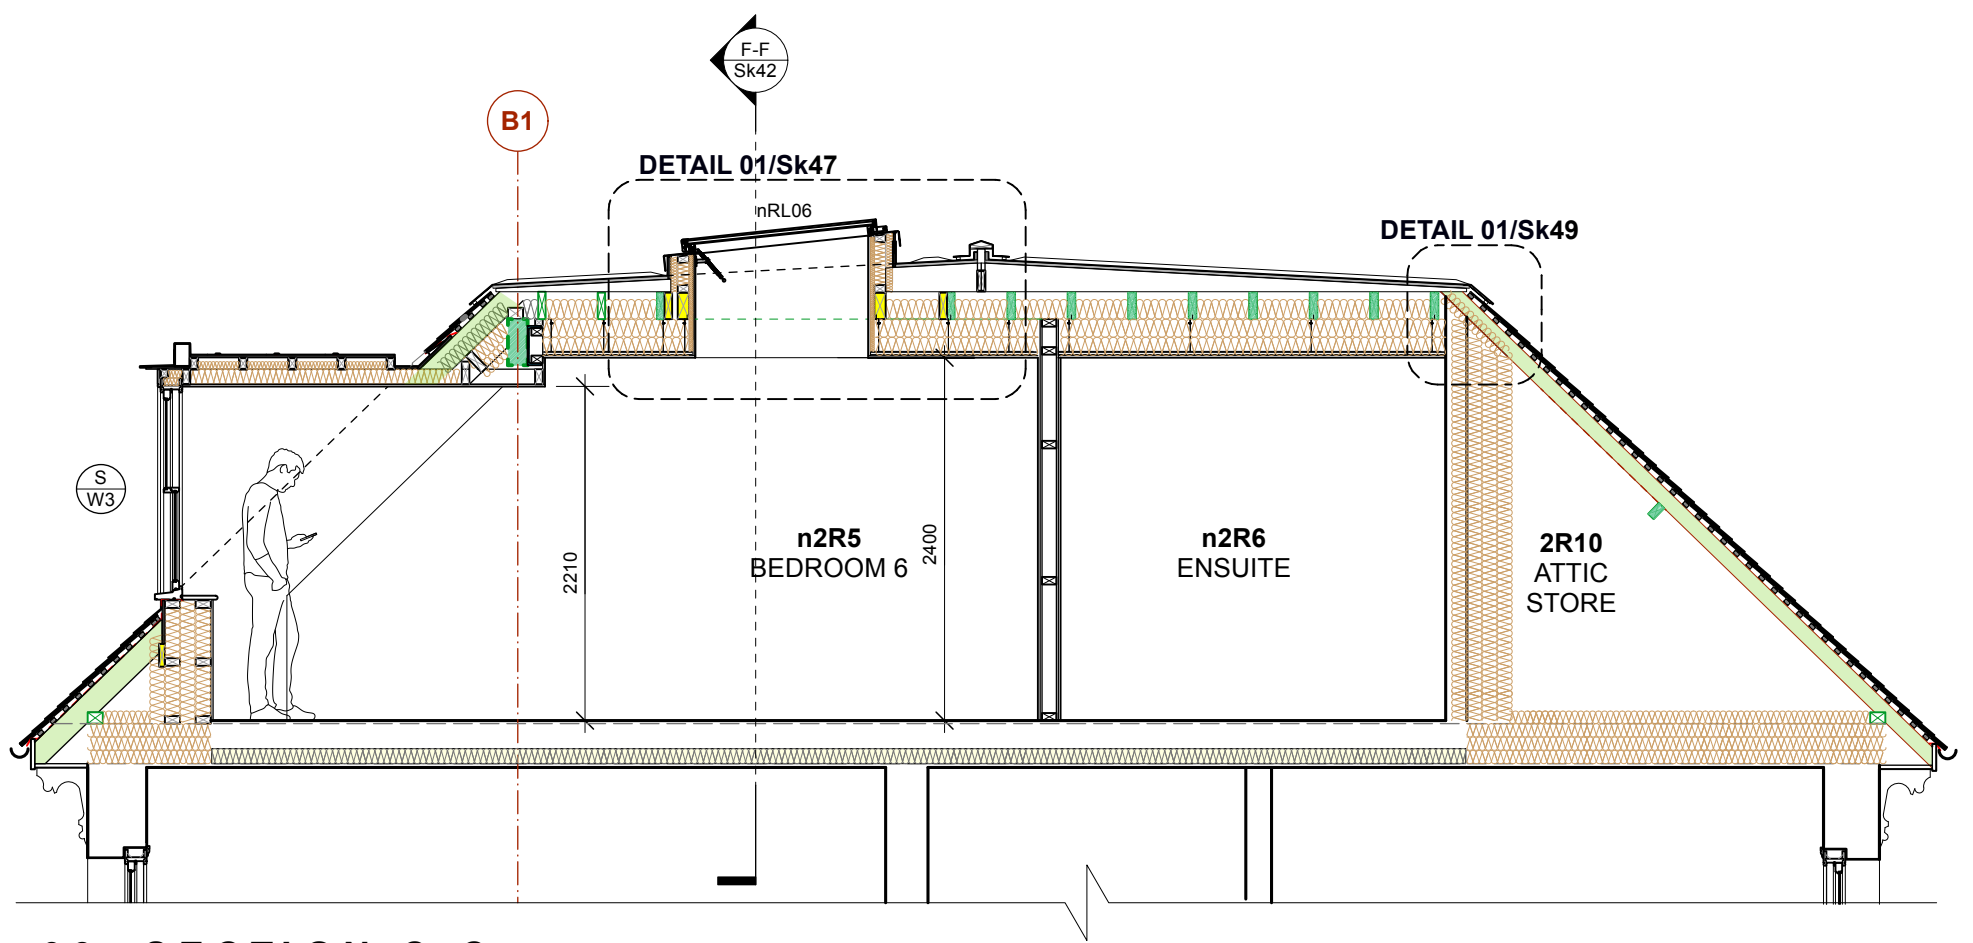 F-F
Sk42
B1
DETAIL 01/Sk47
nRL06
DETAIL 01/Sk49
S
W3
2210
n2R5
BEDROOM 6
2400
n2R6
ENSUITE
2R10
ATTIC
STORE